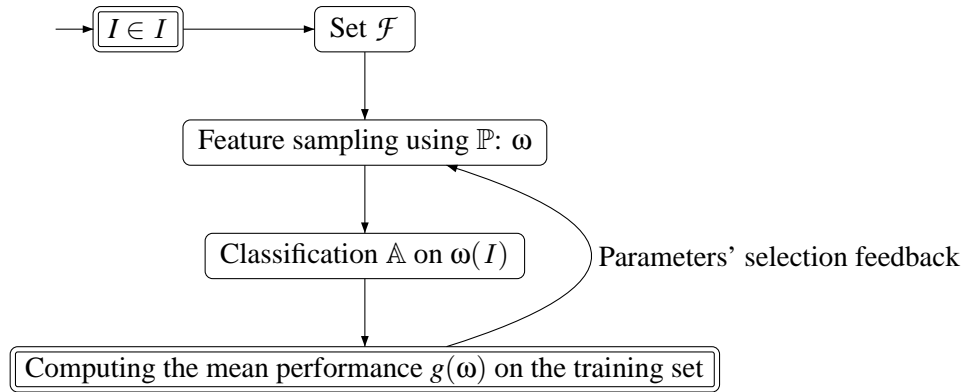 I ∈ I
Set ℱ
Feature sampling using ℙ: ω
Classification 𝔸 on ω(I)
Parameters’ selection feedback
Computing the mean performance g(ω) on the training set